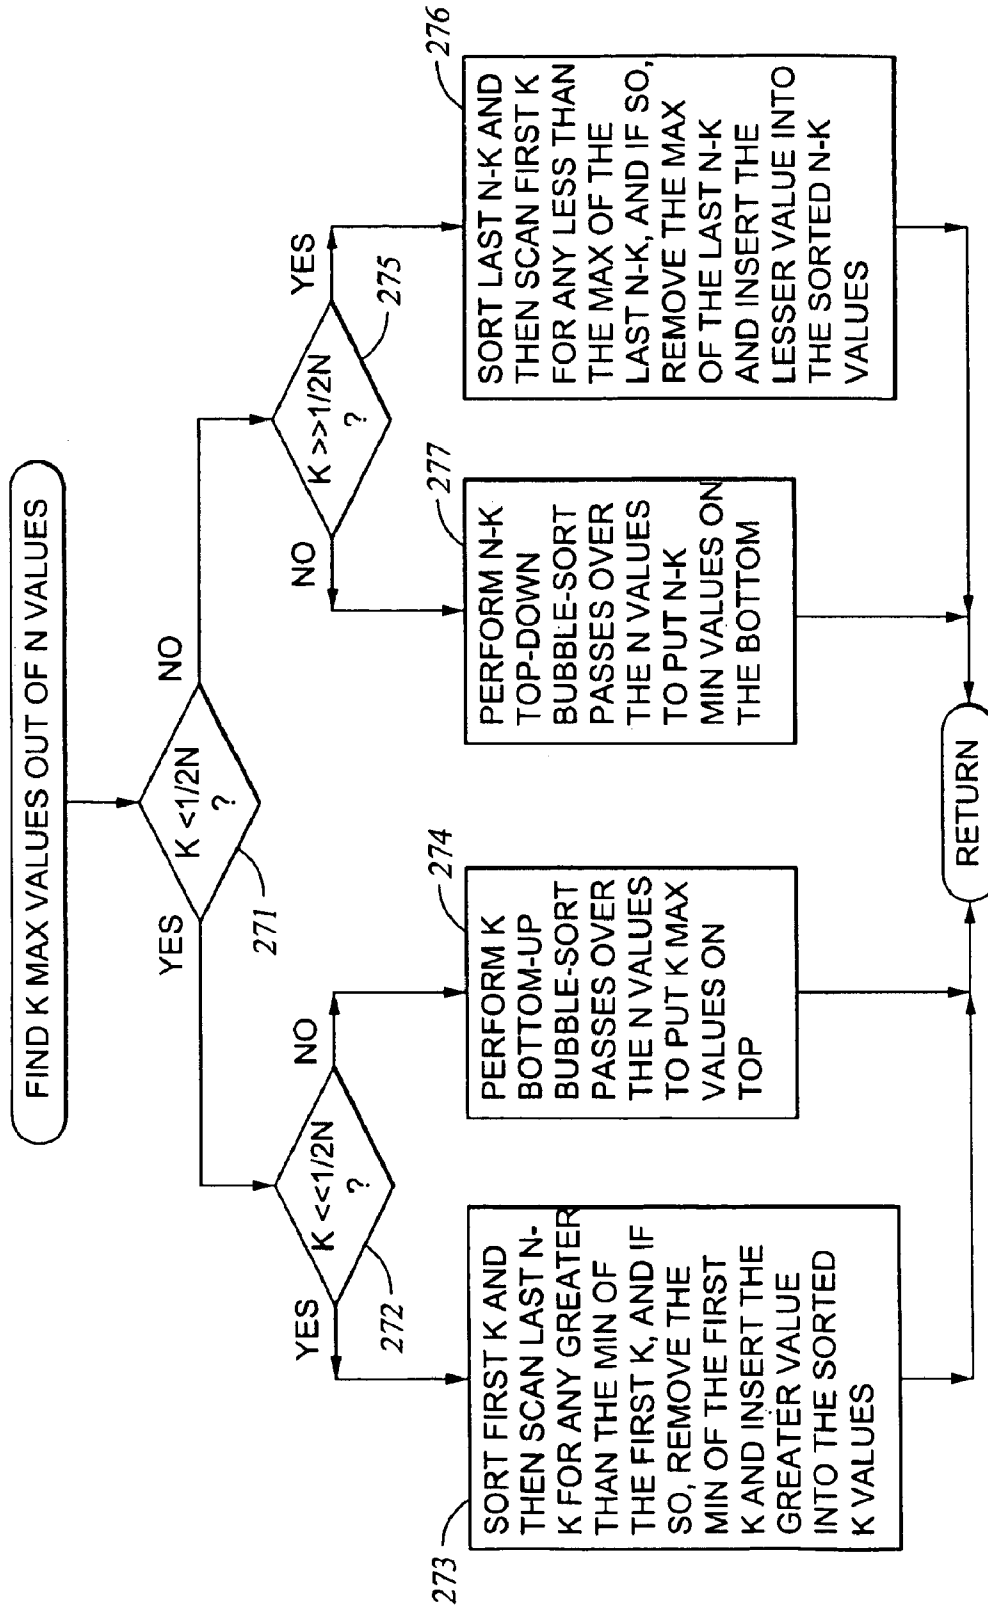 FIND K MAX VALUES OUT OF N VALUES
K <1/2N
?
271
YES
NO
K <<1/2N
?
272
YES
NO
K >>1/2N
?
275
NO
YES
273
SORT FIRST K AND
THEN SCAN LAST N-
K FOR ANY GREATER
THAN THE MIN OF
THE FIRST K, AND IF
SO, REMOVE THE
MIN OF THE FIRST
K AND INSERT THE
GREATER VALUE
INTO THE SORTED
K VALUES
274
PERFORM K
BOTTOM-UP
BUBBLE-SORT
PASSES OVER
THE N VALUES
TO PUT K MAX
VALUES ON
TOP
277
PERFORM N-K
TOP-DOWN
BUBBLE-SORT
PASSES OVER
THE N VALUES
TO PUT N-K
MIN VALUES ON
THE BOTTOM
276
SORT LAST N-K AND
THEN SCAN FIRST K
FOR ANY LESS THAN
THE MAX OF THE
LAST N-K, AND IF SO,
REMOVE THE MAX
OF THE LAST N-K
AND INSERT THE
LESSER VALUE INTO
THE SORTED N-K
VALUES
RETURN